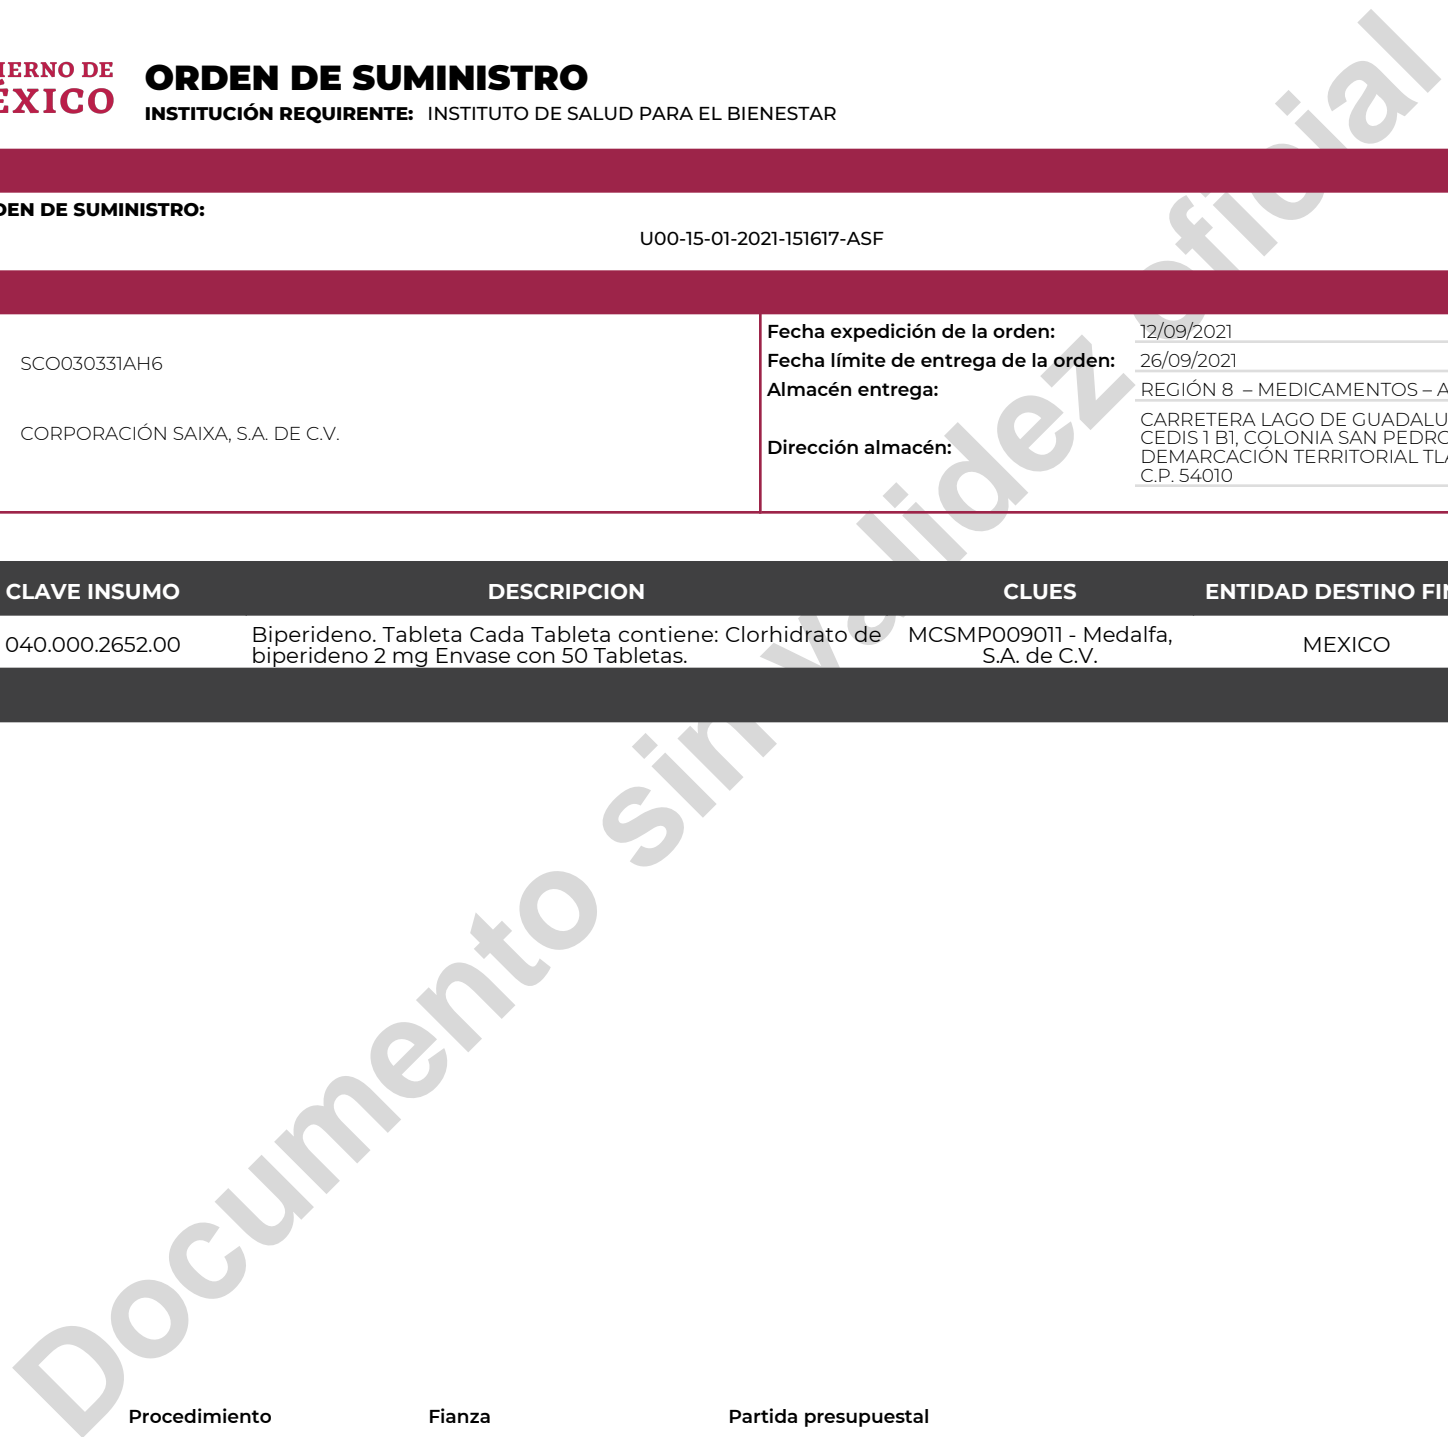 IERNO DE
ÉXICO
ORDEN DE SUMINISTRO
INSTITUCIÓN REQUIRENTE: INSTITUTO DE SALUD PARA EL BIENESTAR
DEN DE SUMINISTRO:
U00-15-01-2021-151617-ASF
SCO030331AH6
CORPORACIÓN SAIXA, S.A. DE C.V.
Fecha expedición de la orden: 12/09/2021
Fecha límite de entrega de la orden: 26/09/2021
Almacén entrega: REGIÓN 8 – MEDICAMENTOS – A
Dirección almacén:
CARRETERA LAGO DE GUADALU
CEDIS 1 B1, COLONIA SAN PEDRO
DEMARCACIÓN TERRITORIAL TLA
C.P. 54010
CLAVE INSUMO DESCRIPCION CLUES ENTIDAD DESTINO FIN
040.000.2652.00
Biperideno. Tableta Cada Tableta contiene: Clorhidrato de
biperideno 2 mg Envase con 50 Tabletas.
MCSMP009011 - Medalfa,
S.A. de C.V.
MEXICO
Documento sin validez oficial
Procedimiento Fianza Partida presupuestal